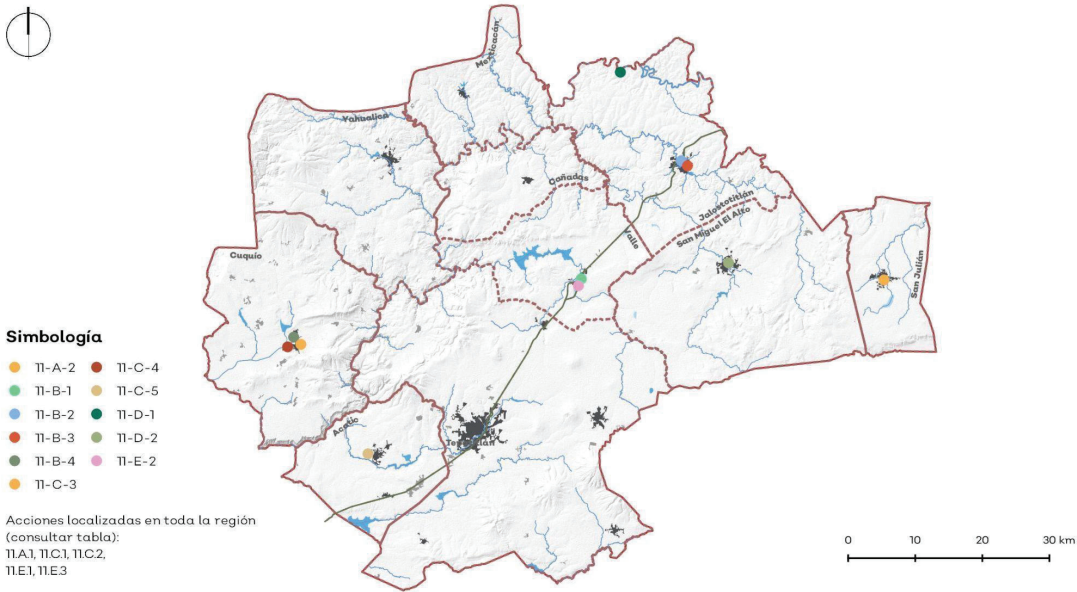 Mexticacán
Yahualica
Cañadas
Jalostotitlán
San Miguel El Alto
Valle
San Julián
Cuquío
Acatic
Tepatitlán
Simbología
11-A-2
11-B-1
11-B-2
11-B-3
11-B-4
11-C-3
11-C-4
11-C-5
11-D-1
11-D-2
11-E-2
Acciones localizadas en toda la región
(consultar tabla):
11.A.1, 11.C.1, 11.C.2,
11.E.1, 11.E.3
0 10 20 30 km